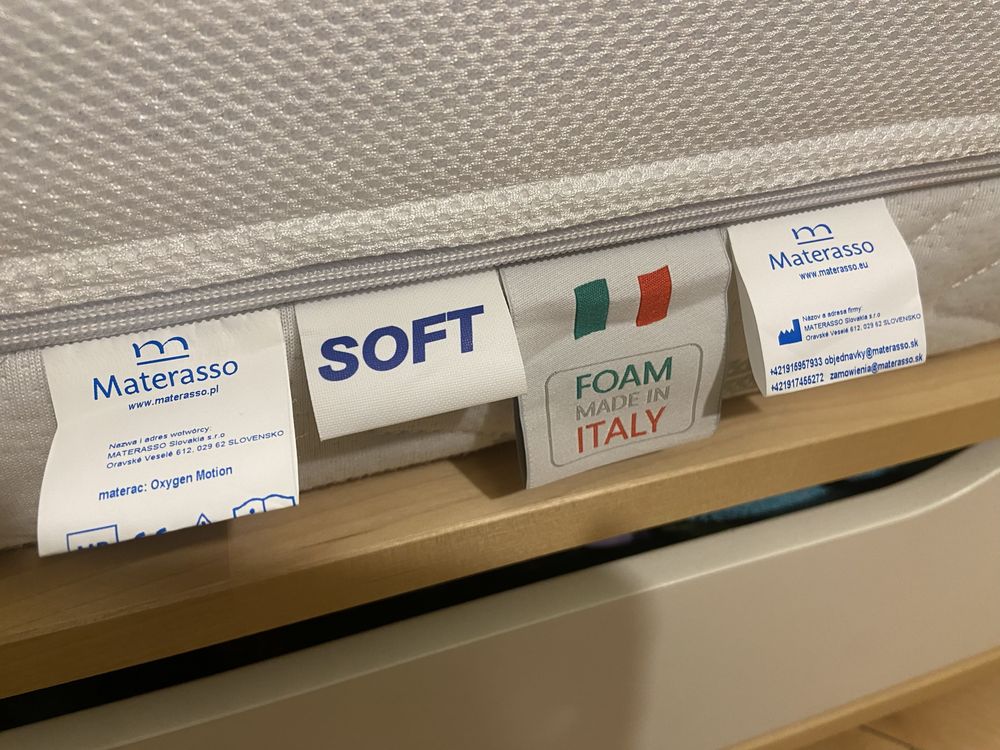 Materasso
www.materasso.pl
Nazwa i adres wotwórcy:
MATERASSO Slovakia s.r.o
Oravské Veselé 612, 029 62 SLOVENSKO
materac: Oxygen Motion
SOFT
FOAM
MADE IN
ITALY
Materasso
www.materasso.eu
Názov a adresa firmy:
MATERASSO Slovakia s.r.o
Oravské Veselé 612, 029 62 SLOVENSKO
+421915957933 objednavky@materasso.sk
+421917455272 zamowienia@materasso.sk